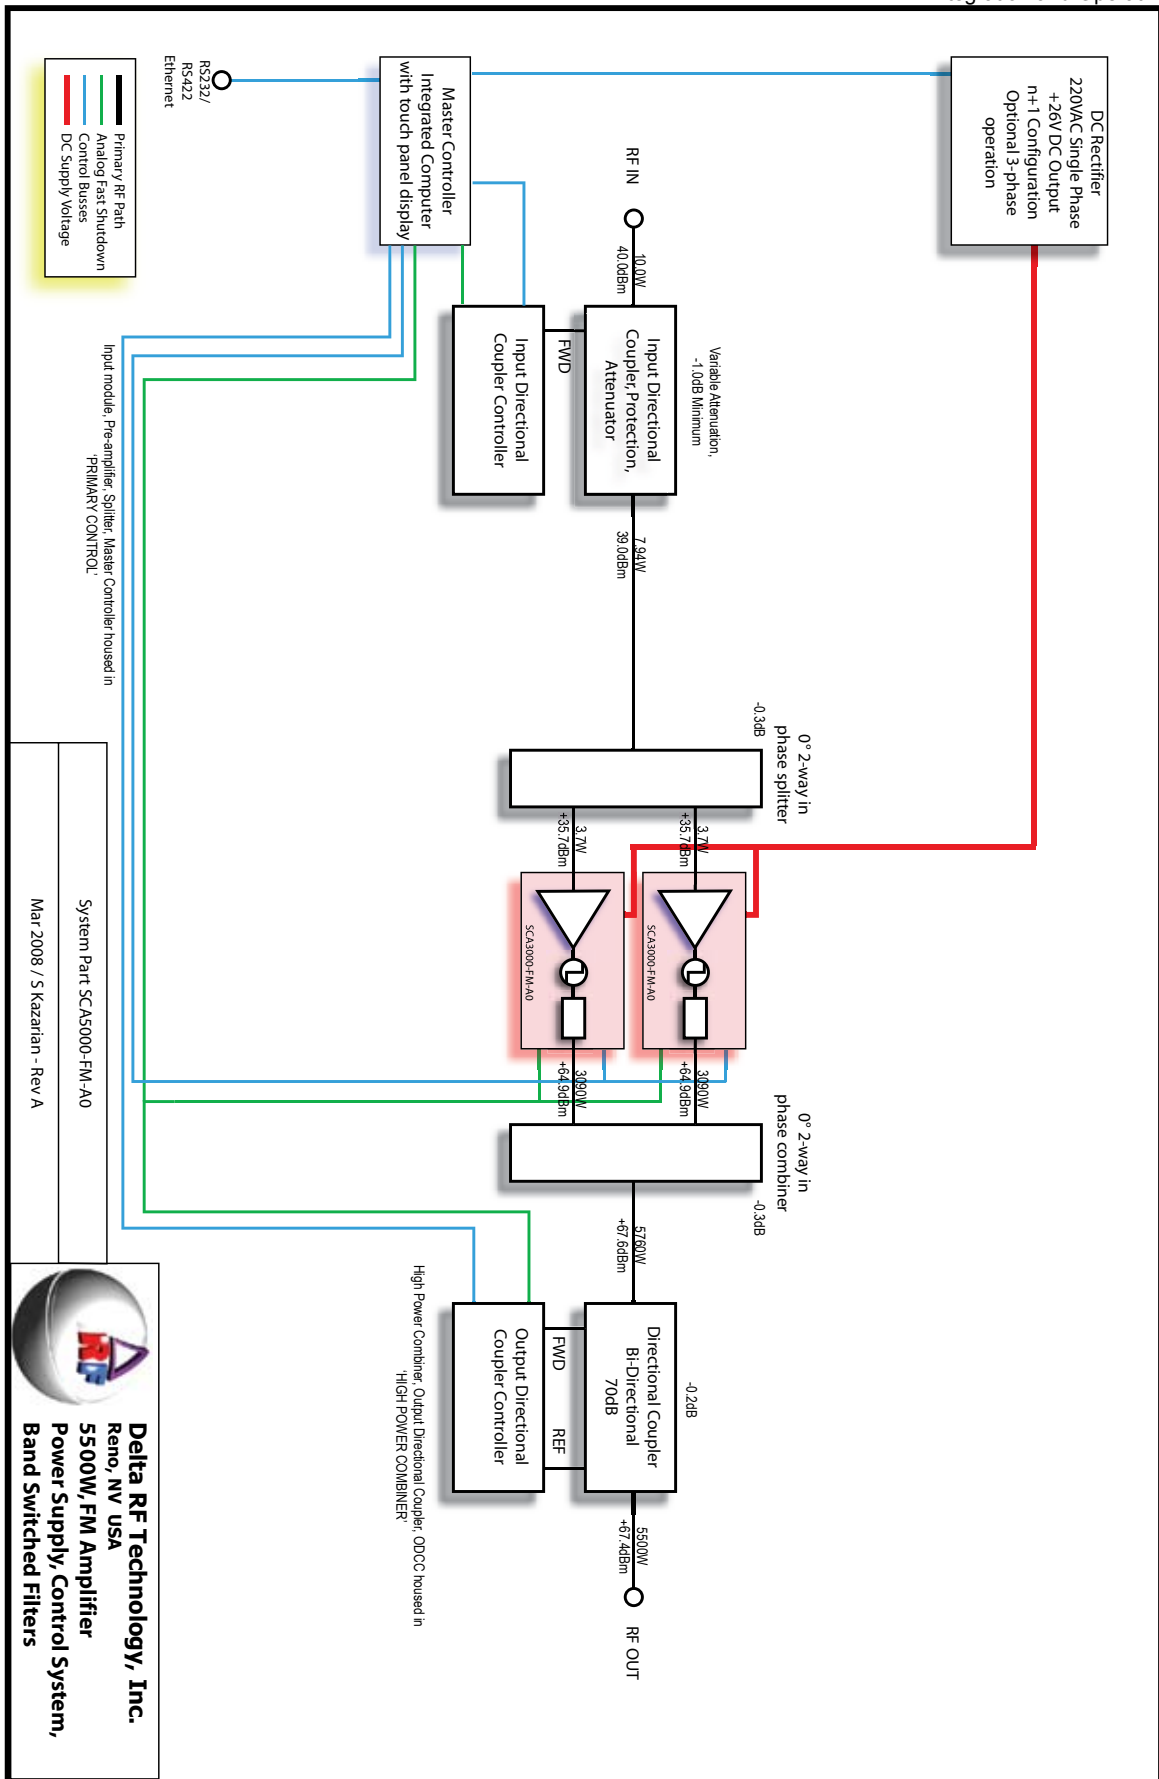 DC Rectifier
220VAC Single Phase
+26V DC Output
n+1 Configuration
Optional 3-phase
operation
RS232/
RS422
Ethernet
Master Controller
Integrated Computer
with touch panel display
Primary RF Path
Analog Fast Shutdown
Control Busses
DC Supply Voltage
RF IN
10.0W
40.0dBm
Variable Attenuation,
-1.0dB Minimum
Input Directional
Coupler, Protection,
Attenuator
FWD
Input Directional
Coupler Controller
7.94W
39.0dBm
Input module, Pre-amplifier, Splitter, Master Controller housed in
'PRIMARY CONTROL'
0° 2-way in
phase splitter
-0.3dB
3.7W
+35.7dBm
3.7W
+35.7dBm
SCA3000-FM-A0
SCA3000-FM-A0
3090W
+64.9dBm
3090W
+64.9dBm
0° 2-way in
phase combiner
-0.3dB
5760W
+67.6dBm
-0.2dB
Directional Coupler
Bi-Directional
70dB
FWD
REF
Output Directional
Coupler Controller
5500W
+67.4dBm
RF OUT
High Power Combiner, Output Directional Coupler, ODCC housed in
'HIGH POWER COMBINER'
System Part SCA5000-FM-A0
Mar 2008 / S Kazarian - Rev A
RF
Delta RF Technology, Inc.
Reno, NV USA
5500W, FM Amplifier
Power Supply, Control System,
Band Switched Filters